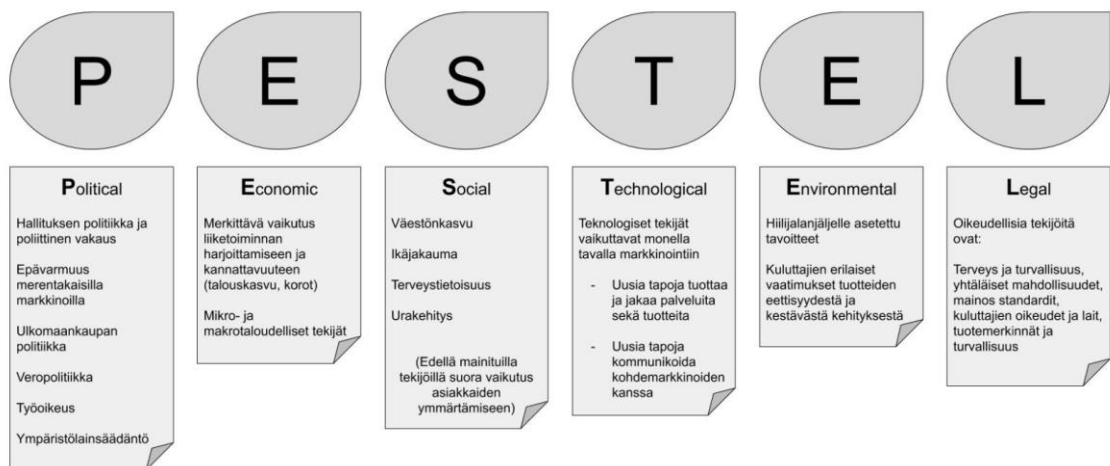 P
E
S
T
E
L
Political
Hallituksen politiikka ja
poliittinen vakaus
Epävarmuus
merentakaisilla
markkinoilla
Ulkomaankaupan
politiikka
Veropolitiikka
Työoikeus
Ympäristölainsäädäntö
Economic
Merkittävä vaikutus
liiketoiminnan
harjoittamiseen ja
kannattavuuteen
(talouskasvu, korot)
Mikro- ja
makrotaloudelliset tekijät
Social
Väestönkasvu
Ikäjakauma
Terveystietoisuus
Urakehitys
(Edellä mainituilla
tekijöillä suora vaikutus
asiakkaiden
ymmärtämiseen)
Technological
Teknologiset tekijät
vaikuttavat monella
tavalla markkinointiin
- Uusia tapoja tuottaa
ja jakaa palveluita
sekä tuotteita
- Uusia tapoja
kommunikoida
kohdemarkkinoiden
kanssa
Environmental
Hiilijalanjäljelle asetettu
tavoitteet
Kuluttajien erilaiset
vaatimukset tuotteiden
eettisyydestä ja
kestävästä kehityksestä
Legal
Oikeudellisia tekijöitä
ovat:
Terveys ja turvallisuus,
yhtäläiset mahdollisuudet,
mainos standardit,
kuluttajien oikeudet ja lait,
tuotemerkinnät ja
turvallisuus